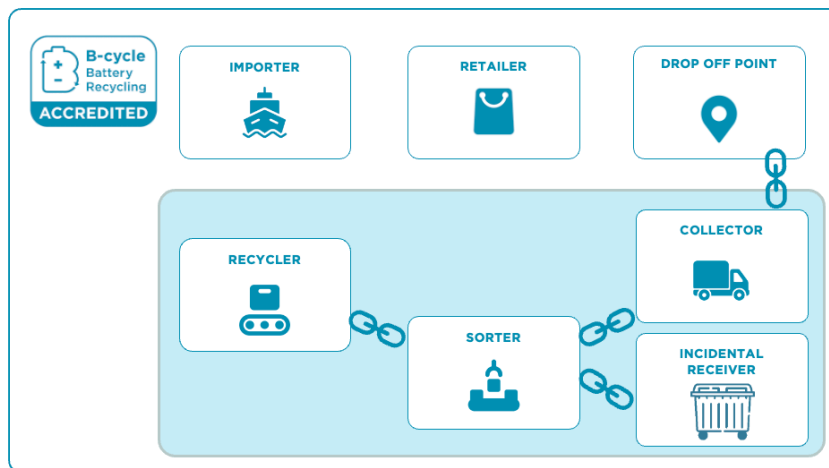 B-cycle
Battery
Recycling
ACCREDITED
IMPORTER
RETAILER
DROP OFF POINT
COLLECTOR
RECYCLER
SORTER
INCIDENTAL
RECEIVER